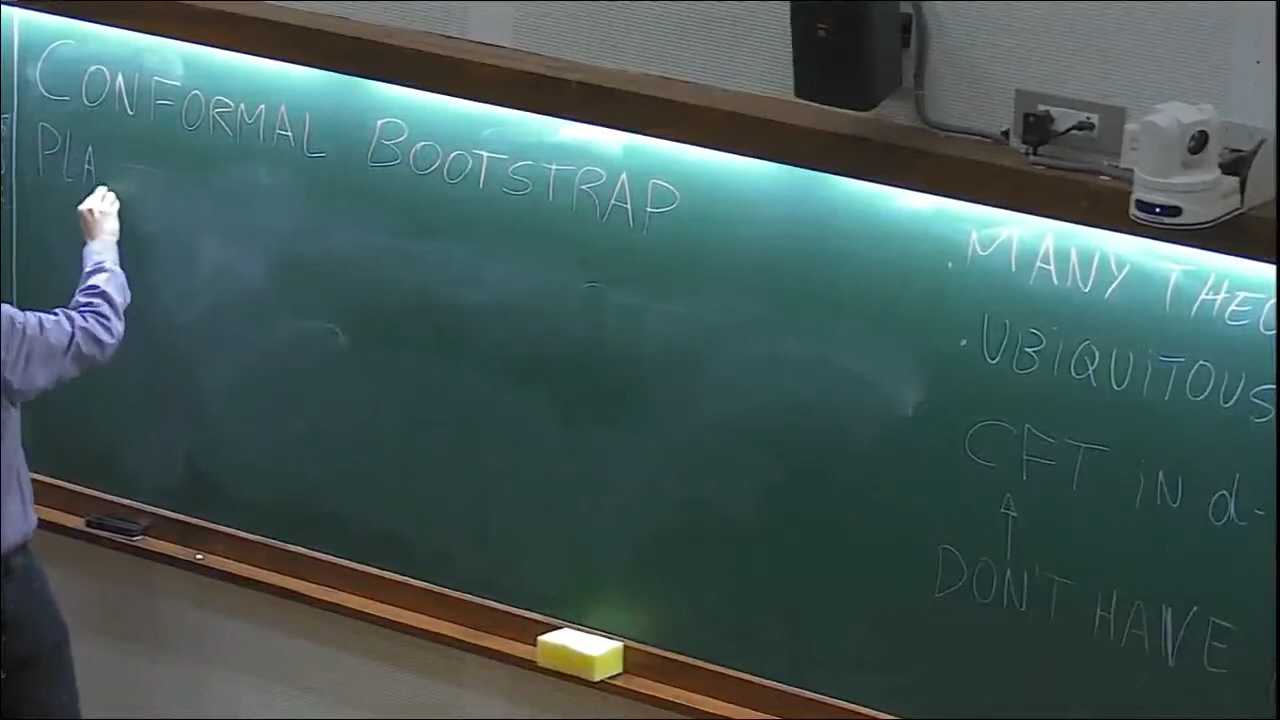 CONFORMAL BOOTSTRAP
PLA
. MANY THEO
. UBiQUITOUS
CFT iN d-
DON'T HAVE